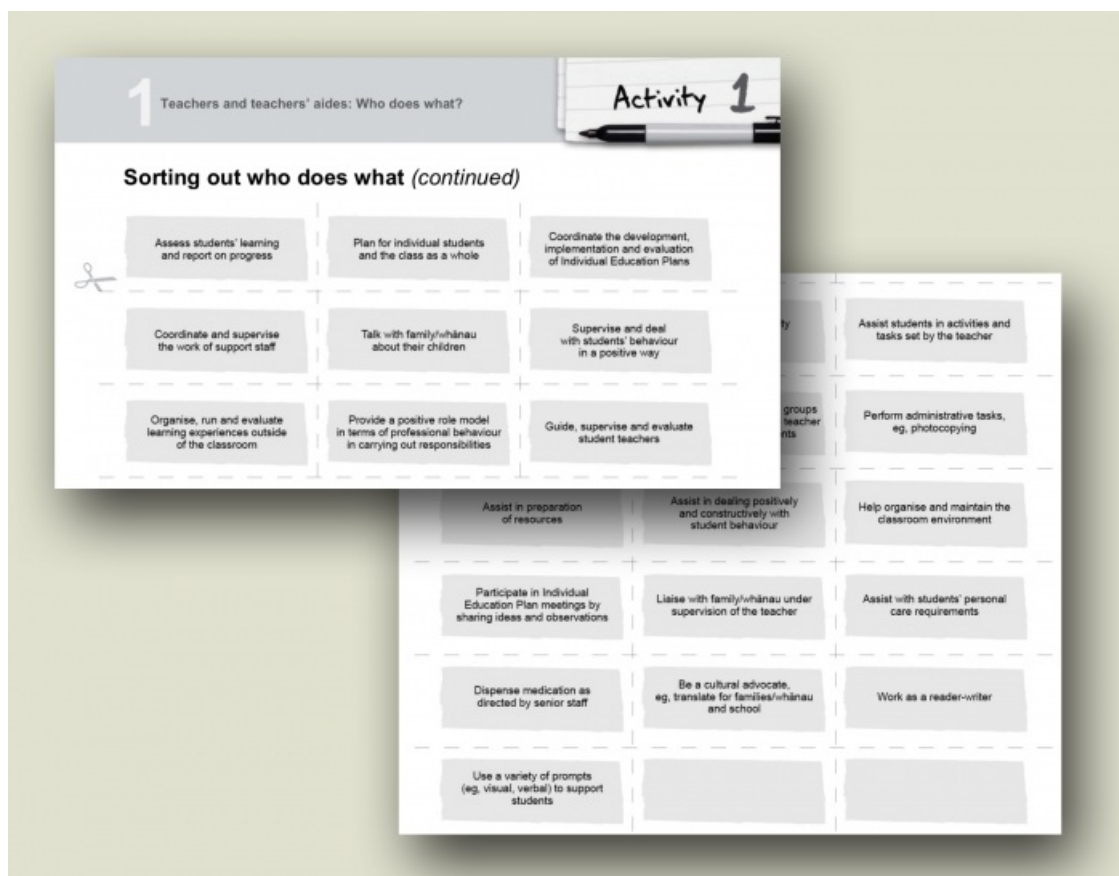 1 Teachers and teachers' aides: Who does what?
Activity 1
Sorting out who does what (continued)
Assess students' learning
and report on progress
Plan for individual students
and the class as a whole
Coordinate the development,
implementation and evaluation
of Individual Education Plans
Coordinate and supervise
the work of support staff
Talk with family/whānau
about their children
Supervise and deal
with students' behaviour
in a positive way
Organise, run and evaluate
learning experiences outside
of the classroom
Provide a positive role model
in terms of professional behaviour
in carrying out responsibilities
Guide, supervise and evaluate
student teachers
Assist students in activities and
tasks set by the teacher
groups
teacher
Perform administrative tasks,
eg, photocopying
Assist in preparation
of resources
Assist in dealing positively
and constructively with
student behaviour
Help organise and maintain the
classroom environment
Participate in Individual
Education Plan meetings by
sharing ideas and observations
Liaise with family/whānau under
supervision of the teacher
Assist with students' personal
care requirements
Dispense medication as
directed by senior staff
Be a cultural advocate,
eg, translate for families/whānau
and school
Work as a reader-writer
Use a variety of prompts
(eg, visual, verbal) to support
students